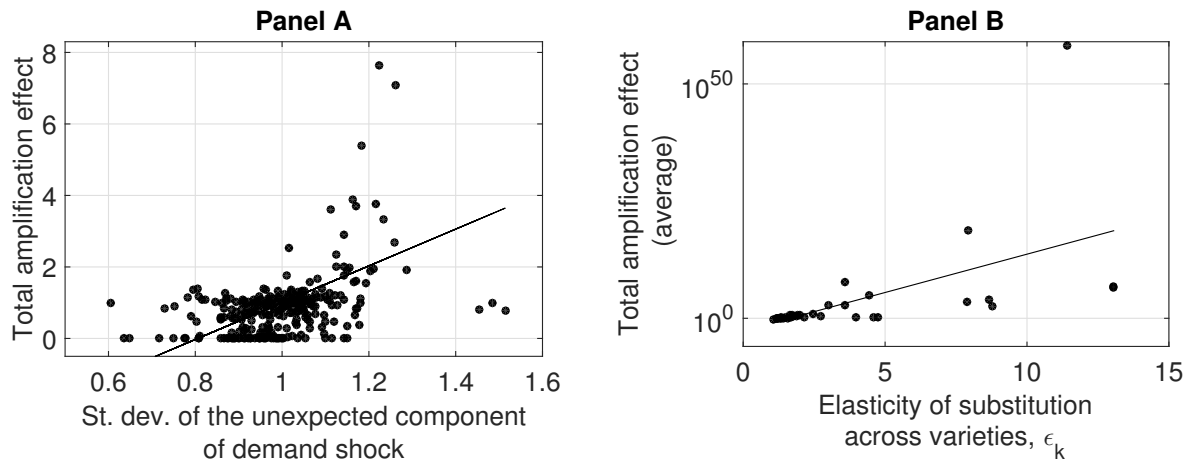 Panel A
Total amplification effect
8
6
4
2
0
0.6 0.8 1 1.2 1.4 1.6
St. dev. of the unexpected component
of demand shock
Panel B
Total amplification effect
(average)
10^50
10^0
0 5 10 15
Elasticity of substitution
across varieties, ϵ_k